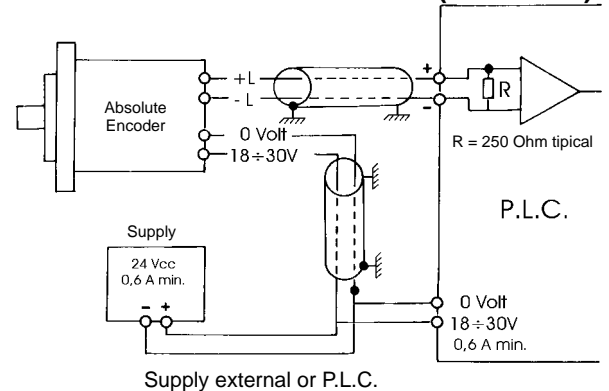 +L
- L
0 Volt
18÷30V
Absolute
Encoder
+
-
R
R = 250 Ohm tipical
P.L.C.
Supply
24 Vcc
0,6 A min.
- +
0 Volt
18÷30V
0,6 A min.
Supply external or P.L.C.